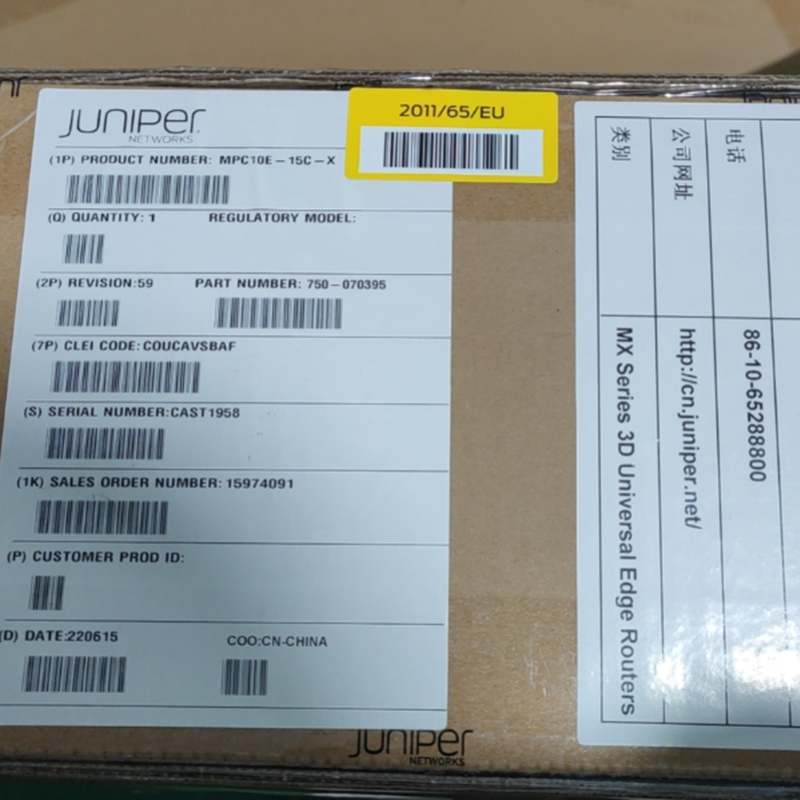 JUNIPER
NETWORKS
(1P) PRODUCT NUMBER: MPC10E-15C-X
(Q) QUANTITY: 1 REGULATORY MODEL:
(2P) REVISION:59 PART NUMBER: 750-070395
(7P) CLEI CODE:COUCAVSBAF
(S) SERIAL NUMBER:CAST1958
(1K) SALES ORDER NUMBER: 15974091
(P) CUSTOMER PROD ID:
(D) DATE:220615 COO:CN-CHINA
2011/65/EU
类别 MX Series 3D Universal Edge Routers
公司网址 http://cn.juniper.net/
电话 86-10-65288800
JUNIPER
NETWORKS